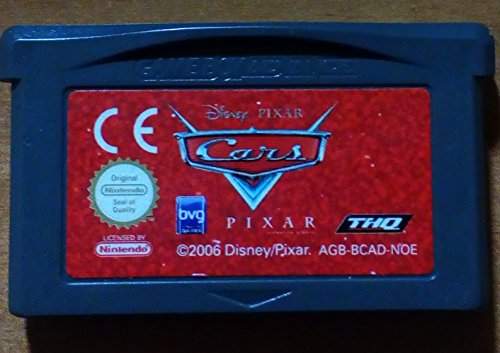 GAME BOY ADVANCE
CE
Disney PIXAR
Cars
Original
Nintendo
Seal of
Quality
LICENSED BY
Nintendo
bvg
PIXAR
THQ
©2006 Disney/Pixar. AGB-BCAD-NOE